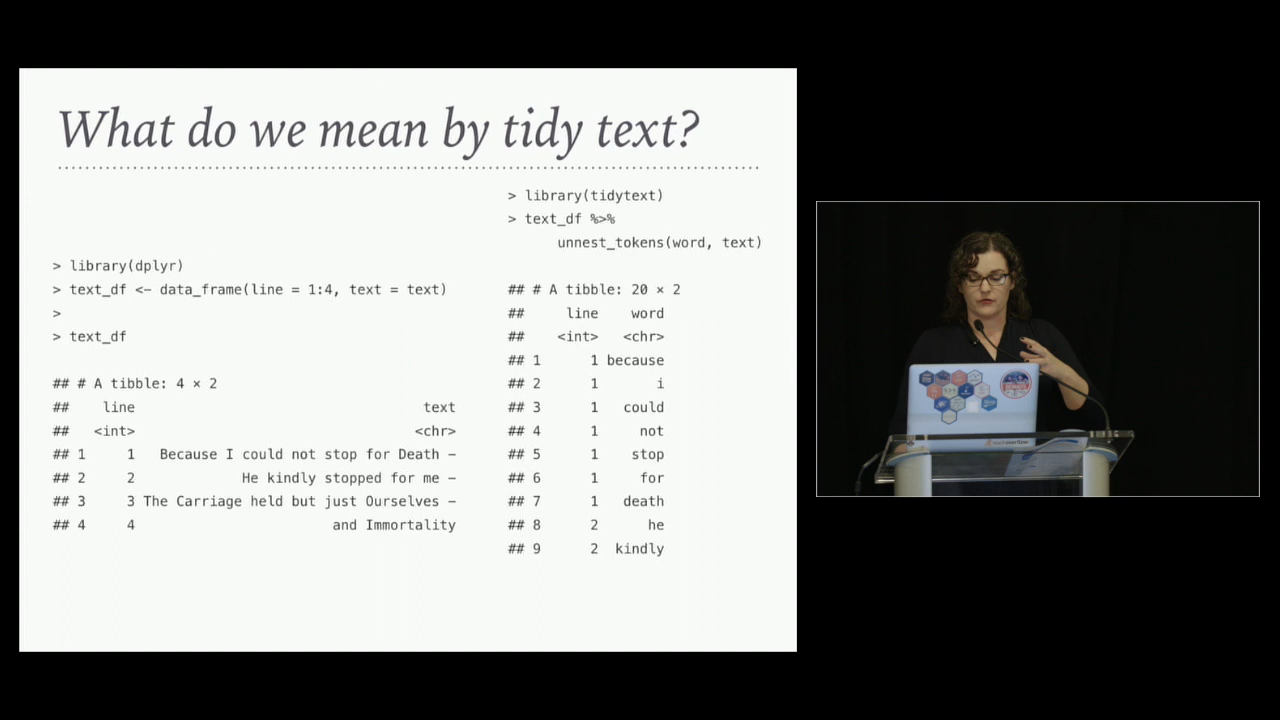 What do we mean by tidy text?
> library(dplyr)
> text_df <- data_frame(line = 1:4, text = text)
>
> text_df
## # A tibble: 4 × 2
## line text
## <int> <chr>
## 1 1 Because I could not stop for Death -
## 2 2 He kindly stopped for me -
## 3 3 The Carriage held but just Ourselves -
## 4 4 and Immortality
> library(tidytext)
> text_df %>%
unnest_tokens(word, text)
## # A tibble: 20 × 2
## line word
## <int> <chr>
## 1 1 because
## 2 1 i
## 3 1 could
## 4 1 not
## 5 1 stop
## 6 1 for
## 7 1 death
## 8 2 he
## 9 2 kindly
stackoverflow